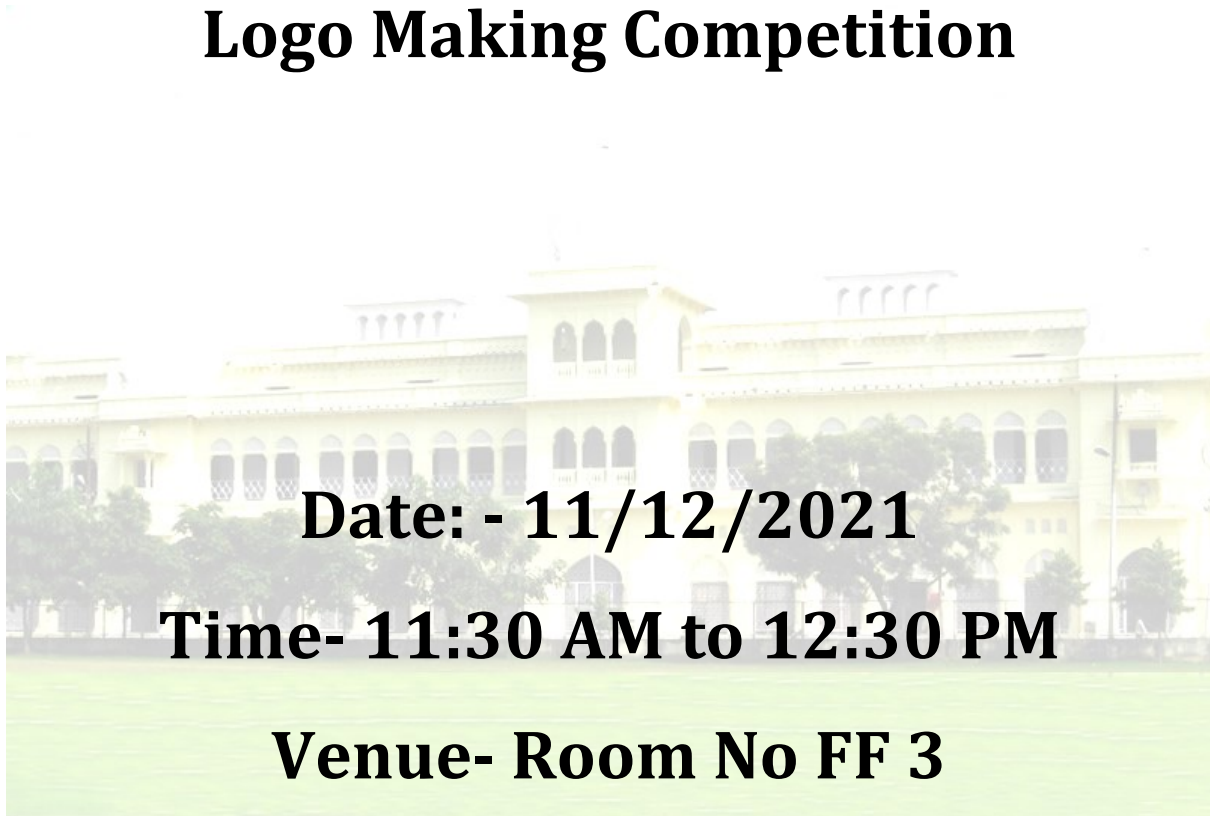 Logo Making Competition
Date: - 11/12/2021
Time- 11:30 AM to 12:30 PM
Venue- Room No FF 3